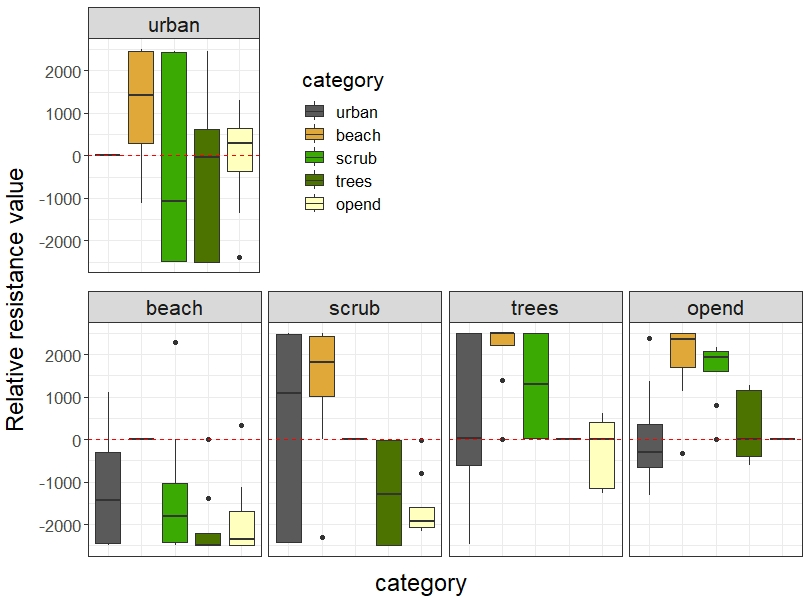 urban
2000
1000
0
-1000
-2000
category
urban
beach
scrub
trees
opend
Relative resistance value
beach
scrub
trees
opend
2000
1000
0
-1000
-2000
category